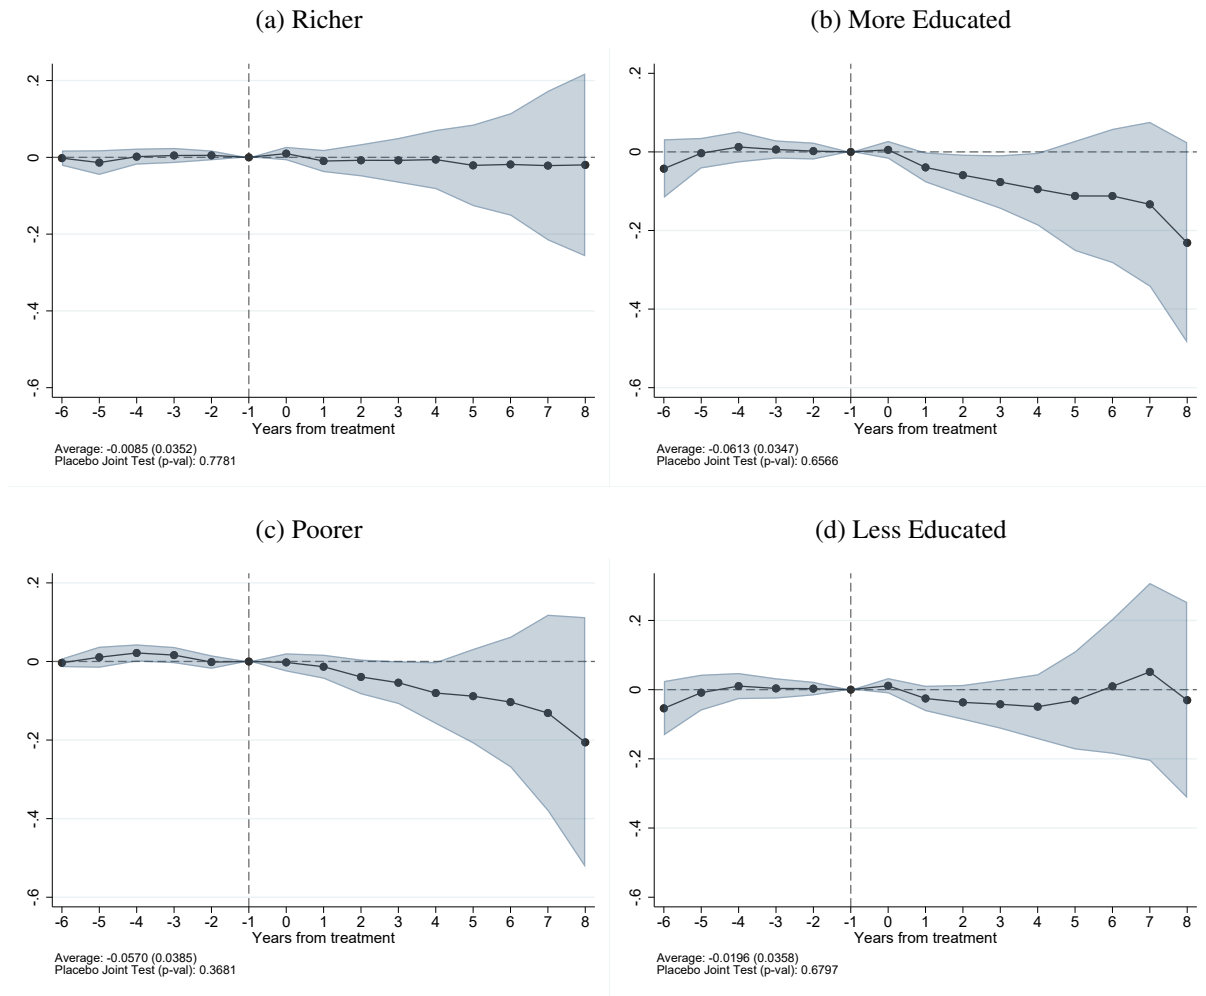 (a) Richer
.2
0
-.2
-.4
-.6
-6 -5 -4 -3 -2 -1 0 1 2 3 4 5 6 7 8
Years from treatment
Average: -0.0085 (0.0352)
Placebo Joint Test (p-val): 0.7781
(b) More Educated
.2
0
-.2
-.4
-.6
-6 -5 -4 -3 -2 -1 0 1 2 3 4 5 6 7 8
Years from treatment
Average: -0.0613 (0.0347)
Placebo Joint Test (p-val): 0.6566
(c) Poorer
.2
0
-.2
-.4
-.6
-6 -5 -4 -3 -2 -1 0 1 2 3 4 5 6 7 8
Years from treatment
Average: -0.0570 (0.0385)
Placebo Joint Test (p-val): 0.3681
(d) Less Educated
.2
0
-.2
-.4
-.6
-6 -5 -4 -3 -2 -1 0 1 2 3 4 5 6 7 8
Years from treatment
Average: -0.0196 (0.0358)
Placebo Joint Test (p-val): 0.6797